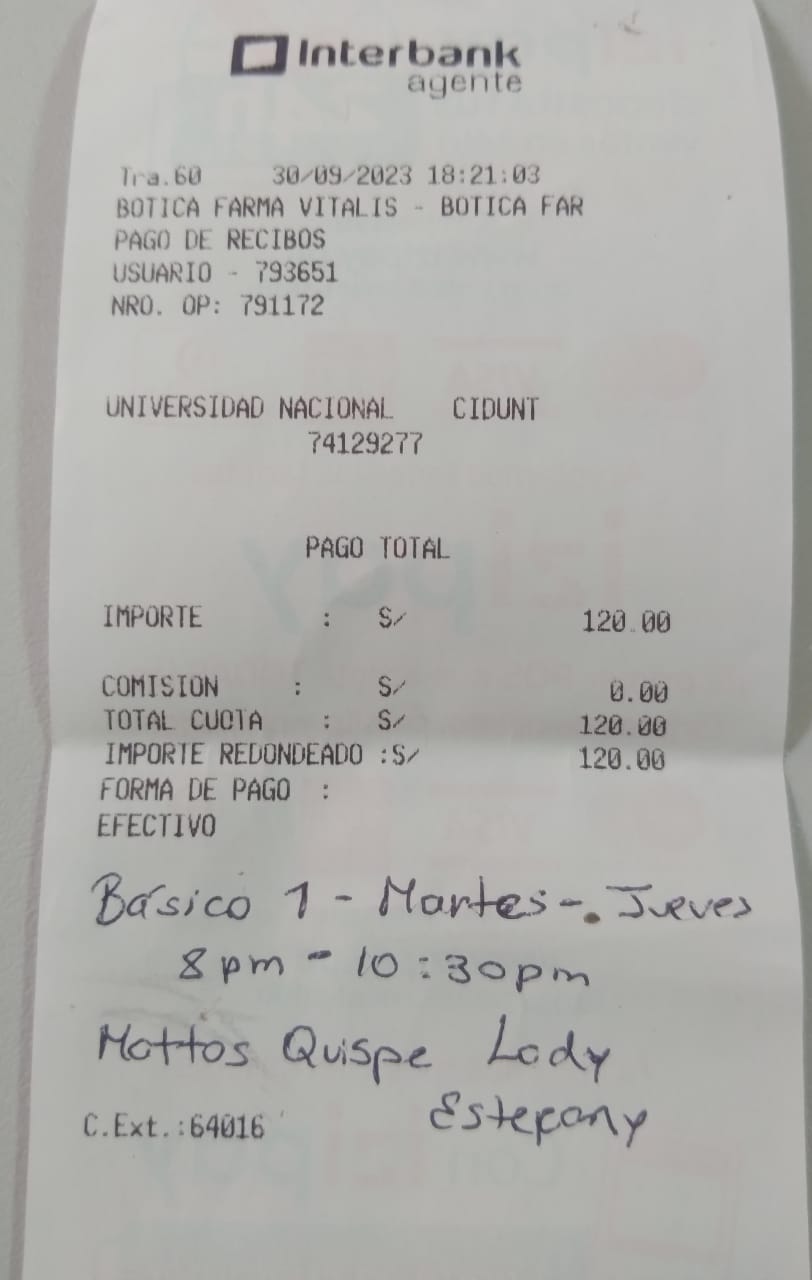 Interbank
agente
Tra.60 30/09/2023 18:21:03
BOTICA FARMA VITALIS - BOTICA FAR
PAGO DE RECIBOS
USUARIO - 793651
NRO. OP: 791172
UNIVERSIDAD NACIONAL CIDUNT
74129277
PAGO TOTAL
IMPORTE : S/ 120.00
COMISION : S/ 0.00
TOTAL CUOTA : S/ 120.00
IMPORTE REDONDEADO :S/ 120.00
FORMA DE PAGO :
EFECTIVO
Básico 1 - Martes - Jueves
8 pm - 10:30pm
Mattos Quispe Lady
Estefany
C.Ext.:64016